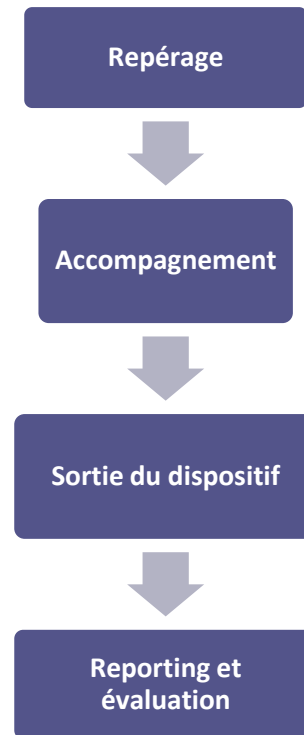 Repérage
Accompagnement
Sortie du dispositif
Reporting et
évaluation